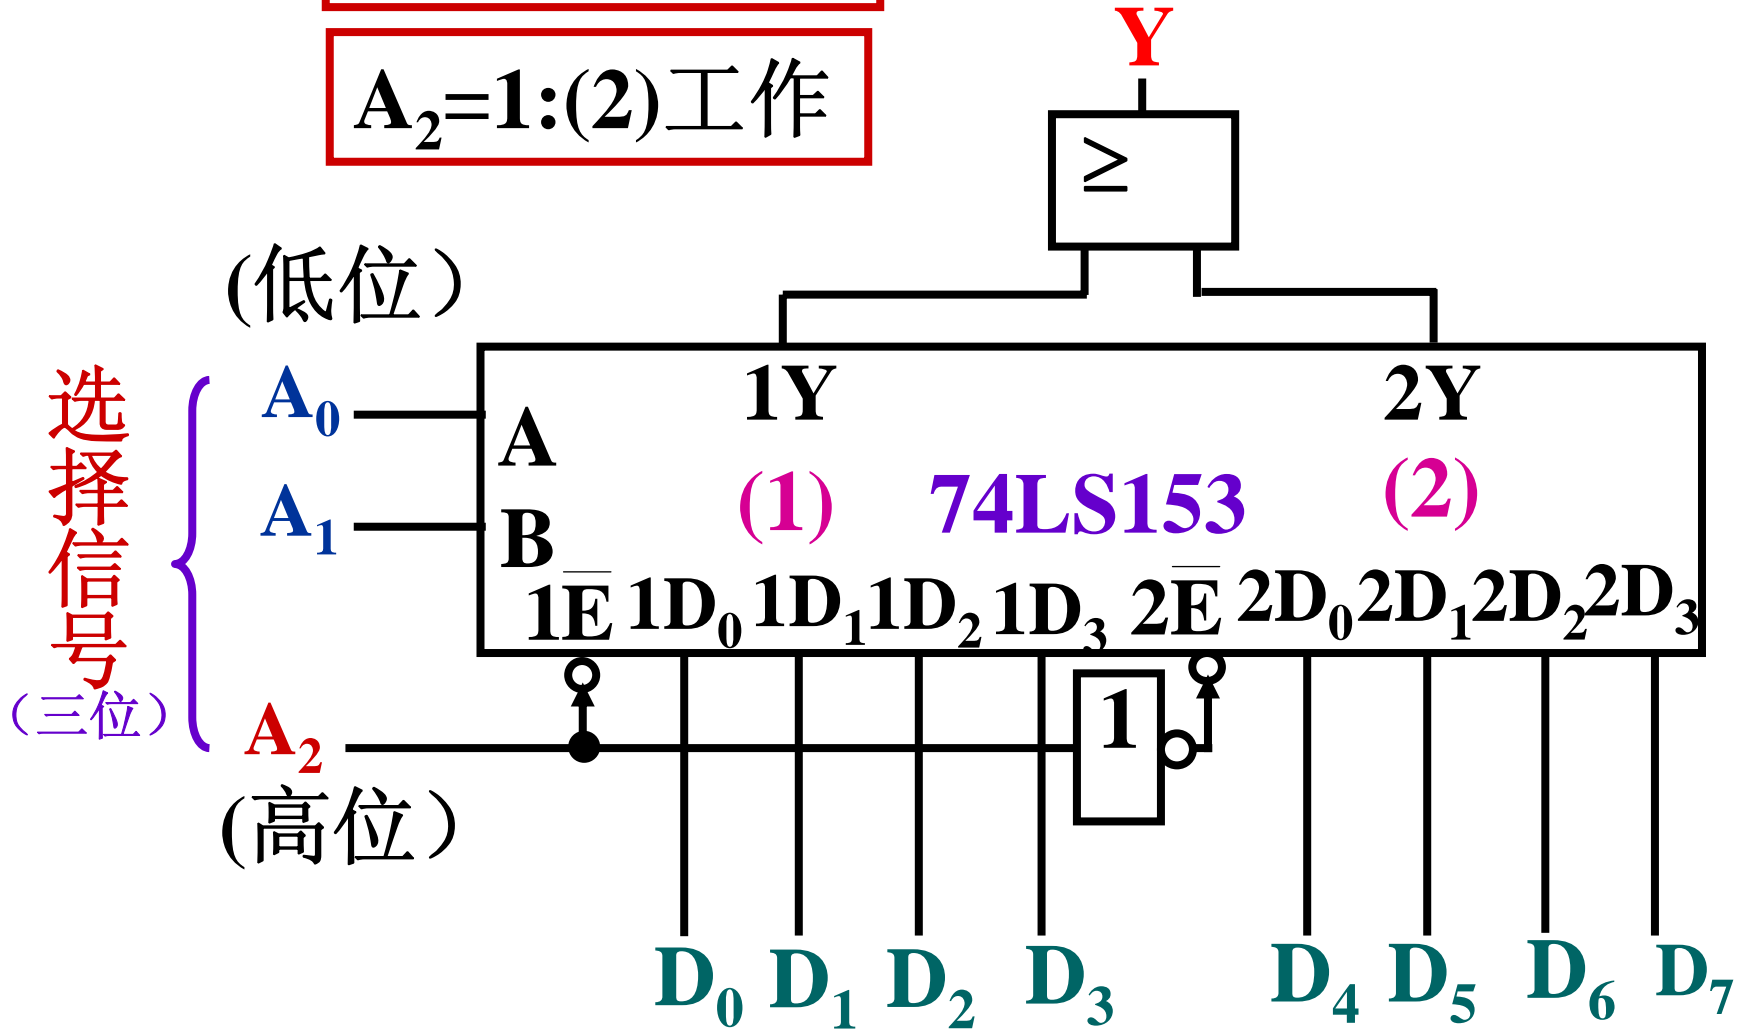 A₂=1:(2)工作
Y
≥
(低位）
选择信号
（三位）
A₀
A₁
A₂
(高位）
1Y
2Y
A
B
(1)
74LS153
(2)
1E̅ 1D₀ 1D₁ 1D₂ 1D₃ 2E̅ 2D₀ 2D₁ 2D₂ 2D₃
1
D₀ D₁ D₂ D₃ D₄ D₅ D₆ D₇